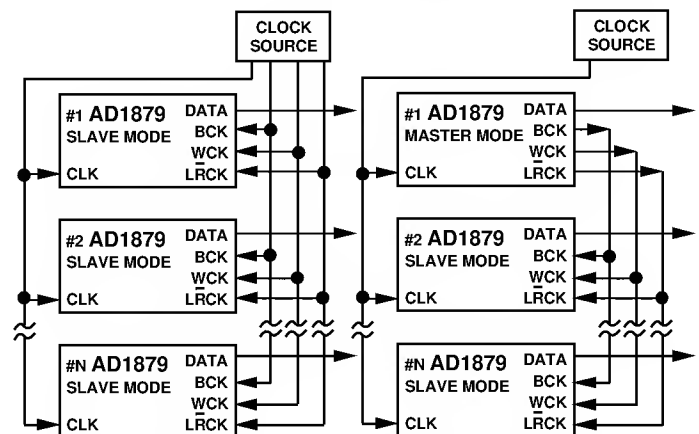 CLOCK
SOURCE
#1 AD1879
SLAVE MODE
DATA
BCK
WCK
LRCK
CLK
#2 AD1879
SLAVE MODE
DATA
BCK
WCK
LRCK
CLK
#N AD1879
SLAVE MODE
DATA
BCK
WCK
LRCK
CLK
CLOCK
SOURCE
#1 AD1879
MASTER MODE
DATA
BCK
WCK
LRCK
CLK
#2 AD1879
SLAVE MODE
DATA
BCK
WCK
LRCK
CLK
#N AD1879
SLAVE MODE
DATA
BCK
WCK
LRCK
CLK